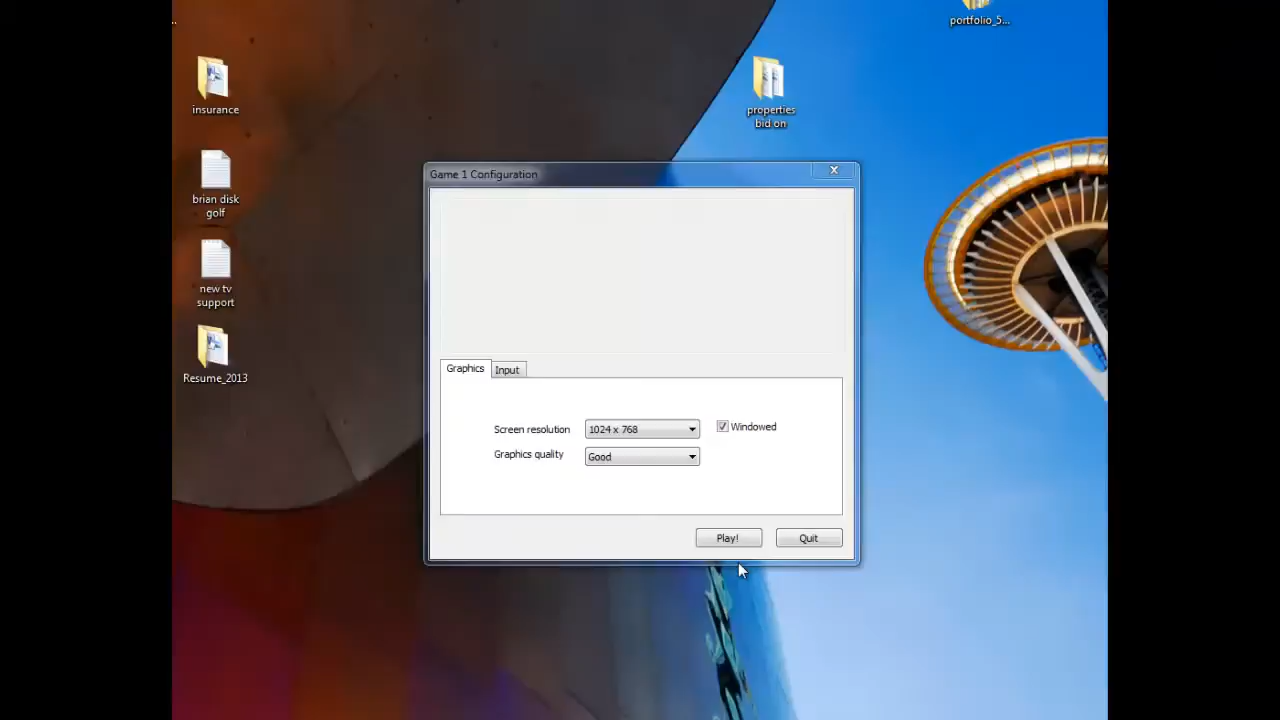 portfolio_5...
insurance
properties
bid on
brian disk
golf
new tv
support
Resume_2013
Game 1 Configuration
Graphics
Input
Screen resolution
1024 x 768
Windowed
Graphics quality
Good
Play!
Quit